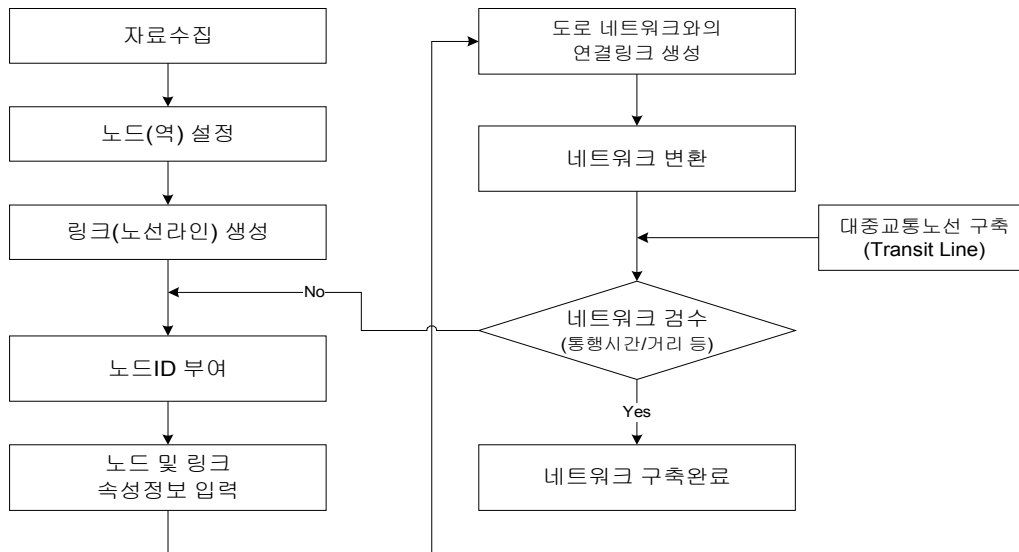 자료수집
노드(역) 설정
링크(노선라인) 생성
No
노드ID 부여
노드 및 링크
속성정보 입력
도로 네트워크와의
연결링크 생성
네트워크 변환
대중교통노선 구축
(Transit Line)
네트워크 검수
(통행시간/거리 등)
Yes
네트워크 구축완료